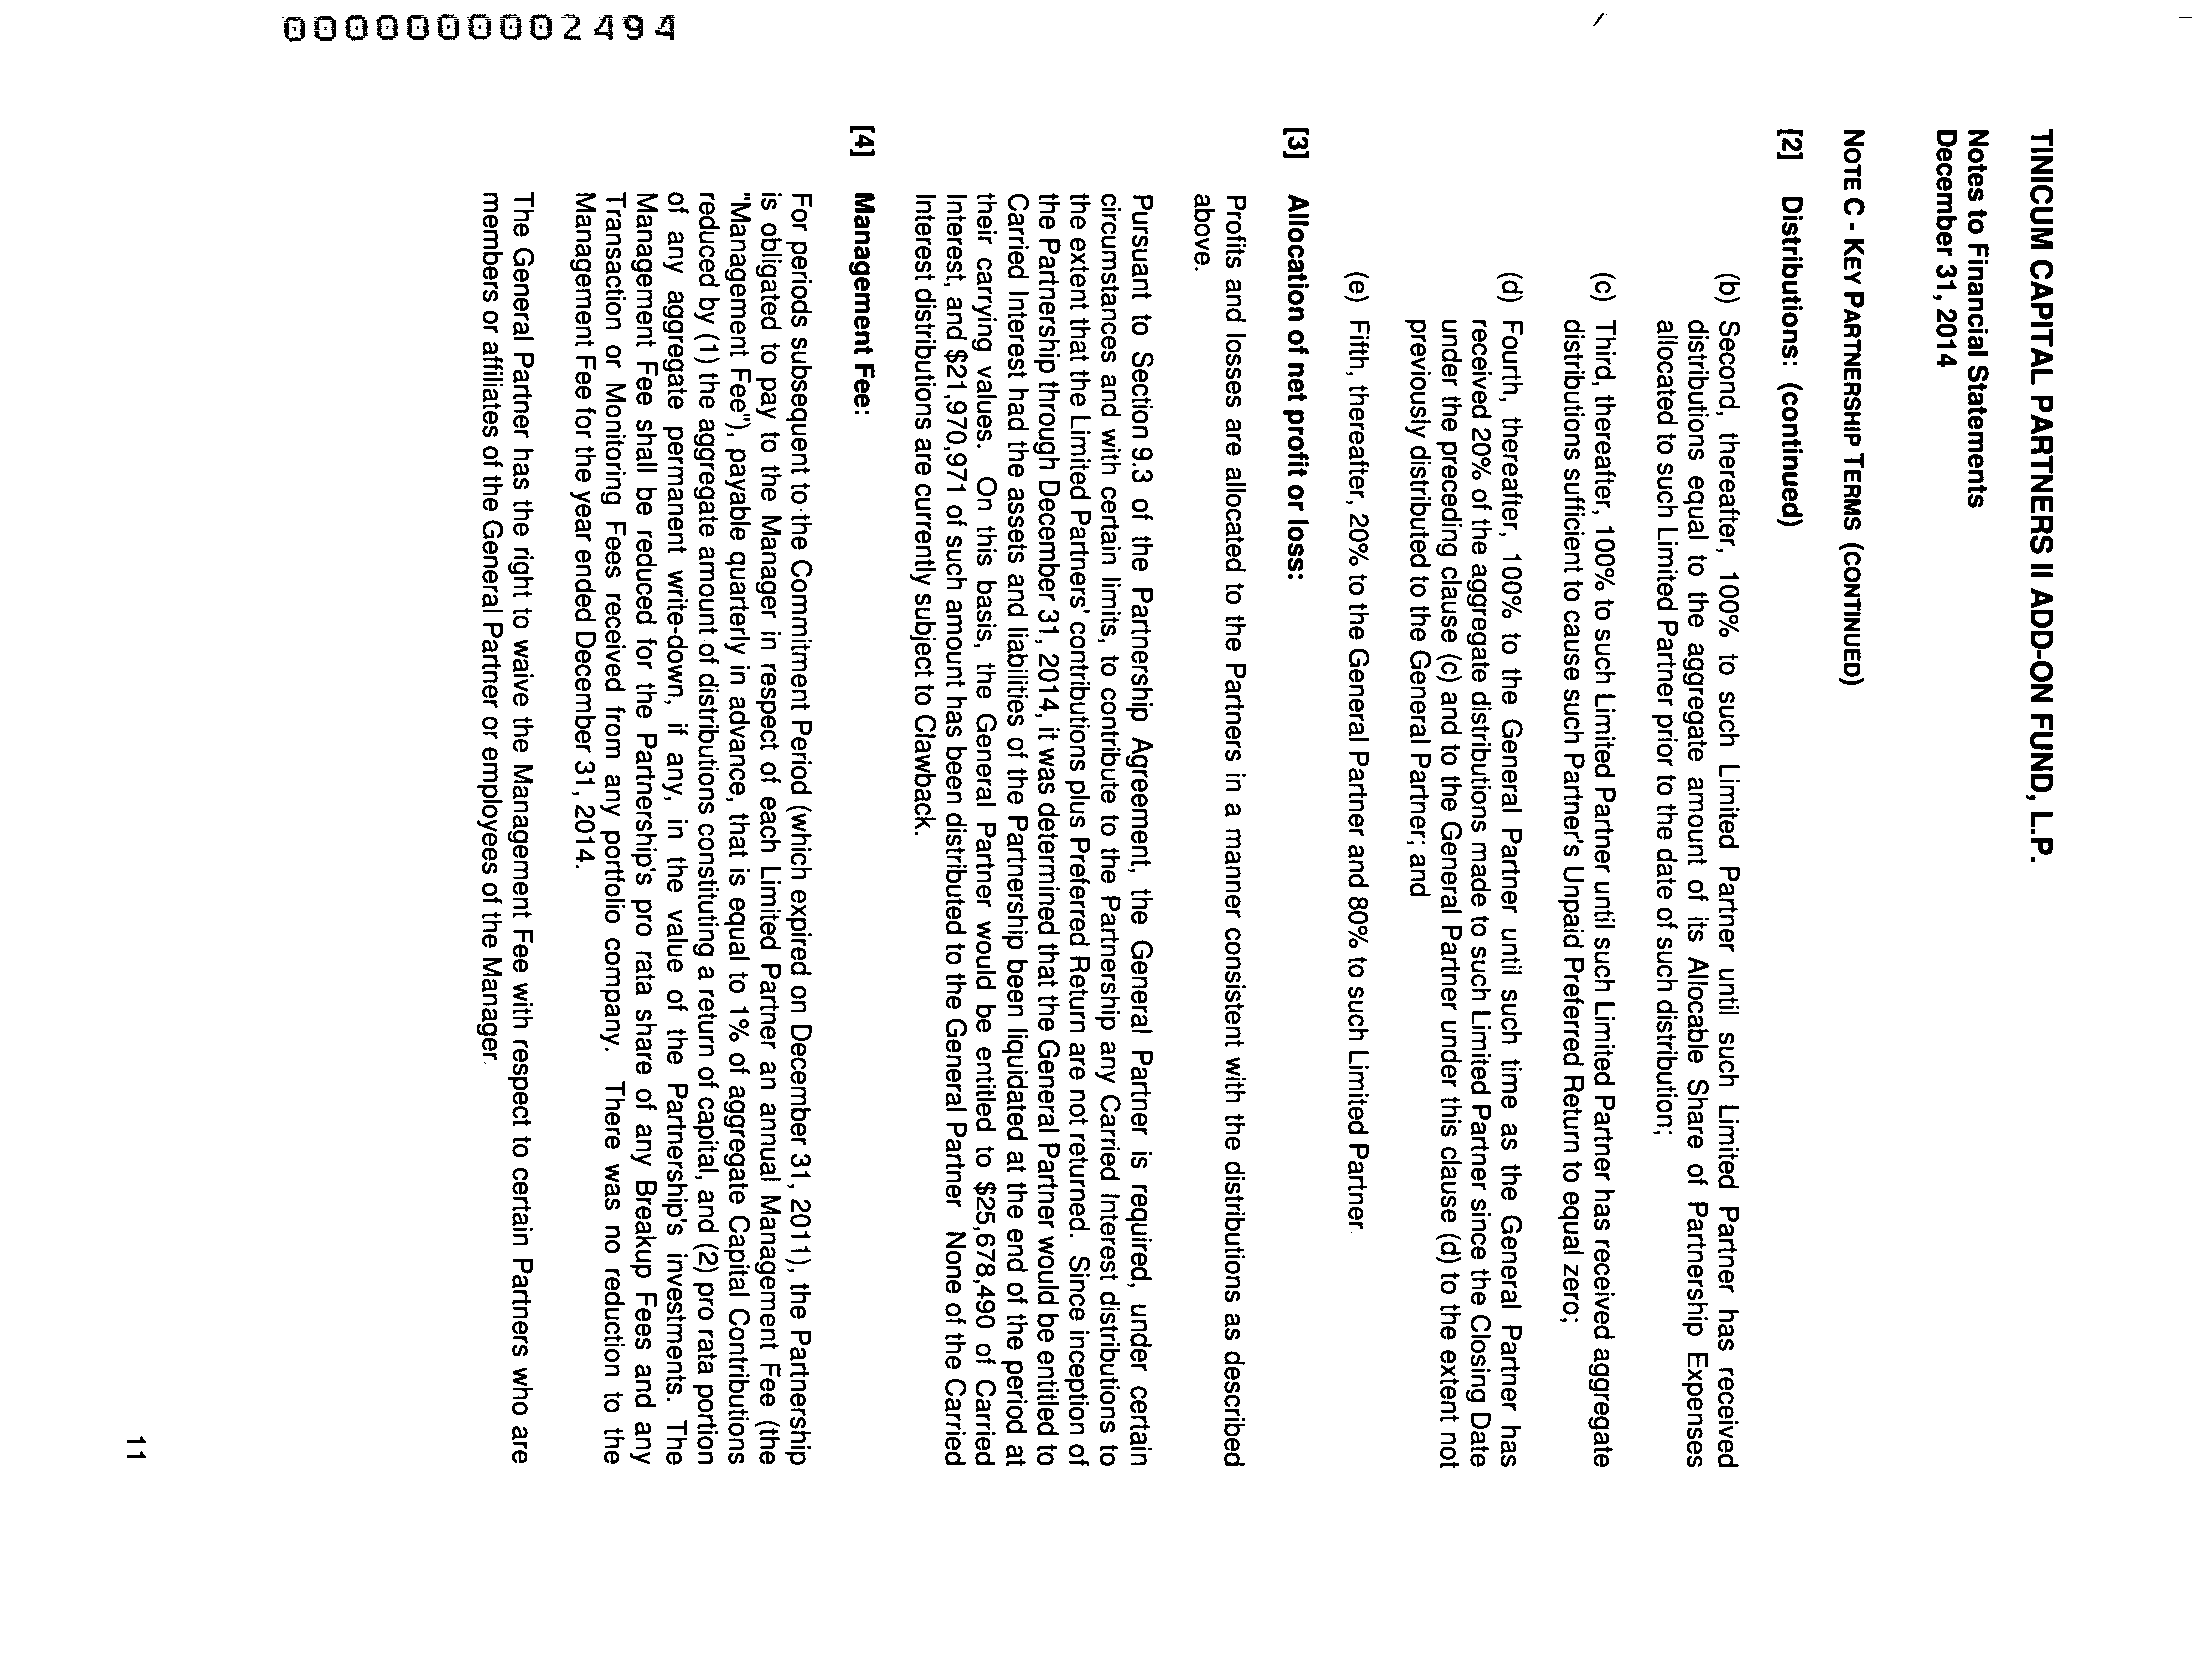 TINICUM CAPITAL PARTNERS II ADD-ON FUND, L.P.
Notes to Financial Statements
December 31, 2014
NOTE C - KEY PARTNERSHIP TERMS (CONTINUED)
[2] Distributions: (continued)
(b) Second, thereafter, 100% to such Limited Partner until such Limited Partner has received
distributions equal to the aggregate amount of its Allocable Share of Partnership Expenses
allocated to such Limited Partner prior to the date of such distribution;
(c) Third, thereafter, 100% to such Limited Partner until such Limited Partner has received aggregate
distributions sufficient to cause such Partner's Unpaid Preferred Return to equal zero;
(d) Fourth, thereafter, 100% to the General Partner until such time as the General Partner has
received 20% of the aggregate distributions made to such Limited Partner since the Closing Date
under the preceding clause (c) and to the General Partner under this clause (d) to the extent not
previously distributed to the General Partner; and
(e) Fifth, thereafter, 20% to the General Partner and 80% to such Limited Partner
[3] Allocation of net profit or loss:
Profits and losses are allocated to the Partners in a manner consistent with the distributions as described
above.
Pursuant to Section 9.3 of the Partnership Agreement, the General Partner is required, under certain
circumstances and with certain limits, to contribute to the Partnership any Carried Interest distributions to
the extent that the Limited Partners' contributions plus Preferred Return are not returned. Since inception of
the Partnership through December 31, 2014, it was determined that the General Partner would be entitled to
Carried Interest had the assets and liabilities of the Partnership been liquidated at the end of the period at
their carrying values. On this basis, the General Partner would be entitled to $25,678,490 of Carried
Interest, and $21,970,971 of such amount has been distributed to the General Partner None of the Carried
Interest distributions are currently subject to Clawback.
[4] Management Fee:
For periods subsequent to the Commitment Period (which expired on December 31, 2011), the Partnership
is obligated to pay to the Manager in respect of each Limited Partner an annual Management Fee (the
"Management Fee"), payable quarterly in advance, that is equal to 1% of aggregate Capital Contributions
reduced by (1) the aggregate amount of distributions constituting a return of capital, and (2) pro rata portion
of any aggregate permanent write-down, if any, in the value of the Partnership's investments. The
Management Fee shall be reduced for the Partnership's pro rata share of any Breakup Fees and any
Transaction or Monitoring Fees received from any portfolio company. There was no reduction to the
Management Fee for the year ended December 31, 2014.
The General Partner has the right to waive the Management Fee with respect to certain Partners who are
members or affiliates of the General Partner or employees of the Manager.
11
0000000002494